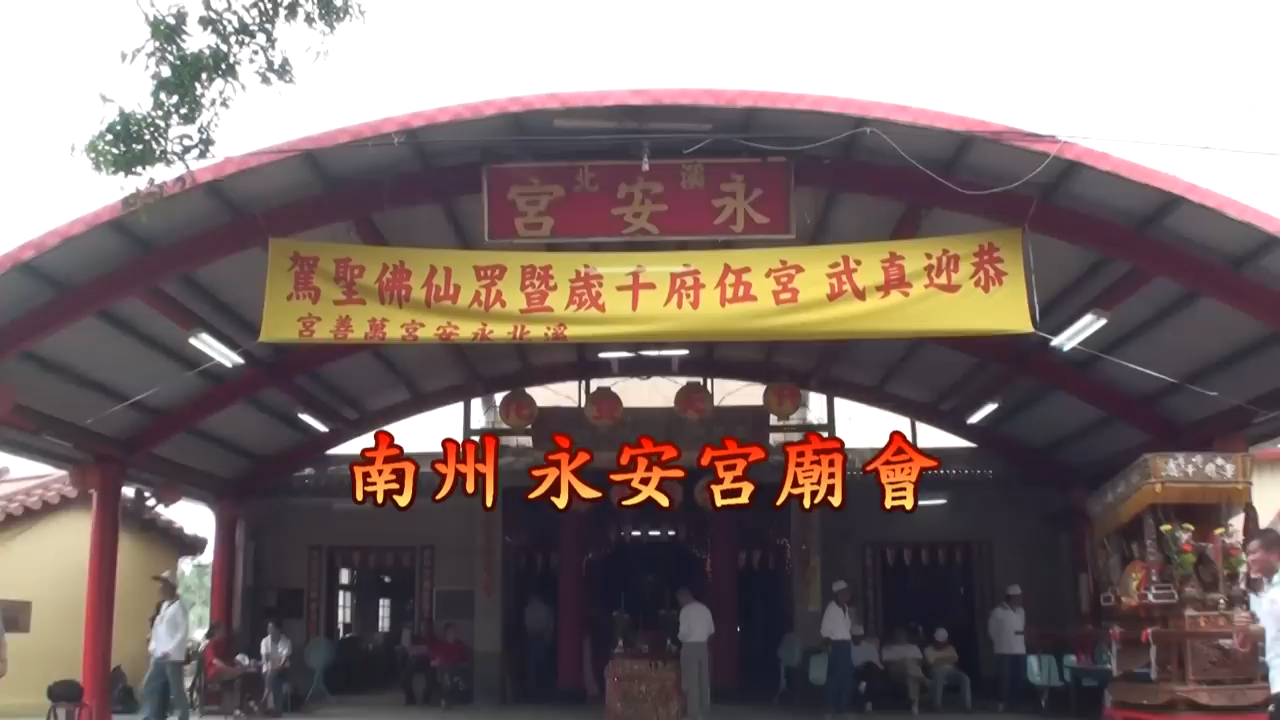 溪北
永安宮
恭迎真武宮伍府千歲暨眾仙佛聖駕
溪北永安宮萬善宮
南州 永安宮廟會